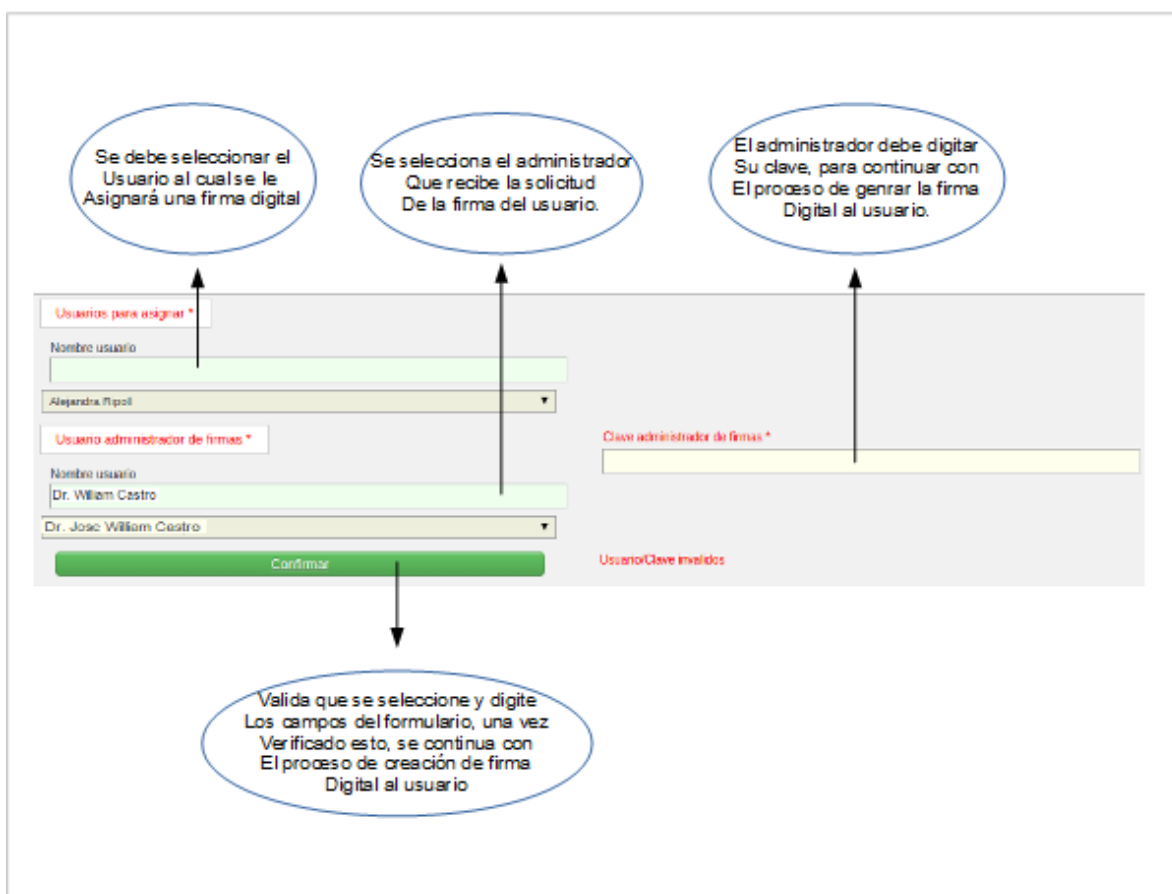 Se debe seleccionar el
Usuario al cual se le
Asignará una firma digital
Se selecciona el administrador
Que recibe la solicitud
De la firma del usuario.
El administrador debe digitar
Su clave, para continuar con
El proceso de genrar la firma
Digital al usuario.
Usuarios para asignar *
Nombre usuario
Alejandra Ripoll
Usuario administrador de firmas *
Clave administrador de firmas *
Nombre usuario
Dr. William Castro
Dr. Jose William Castro
Confirmar
Usuario/Clave invalidos
Valida que se seleccione y digite
Los campos del formulario, una vez
Verificado esto, se continua con
El proceso de creación de firma
Digital al usuario